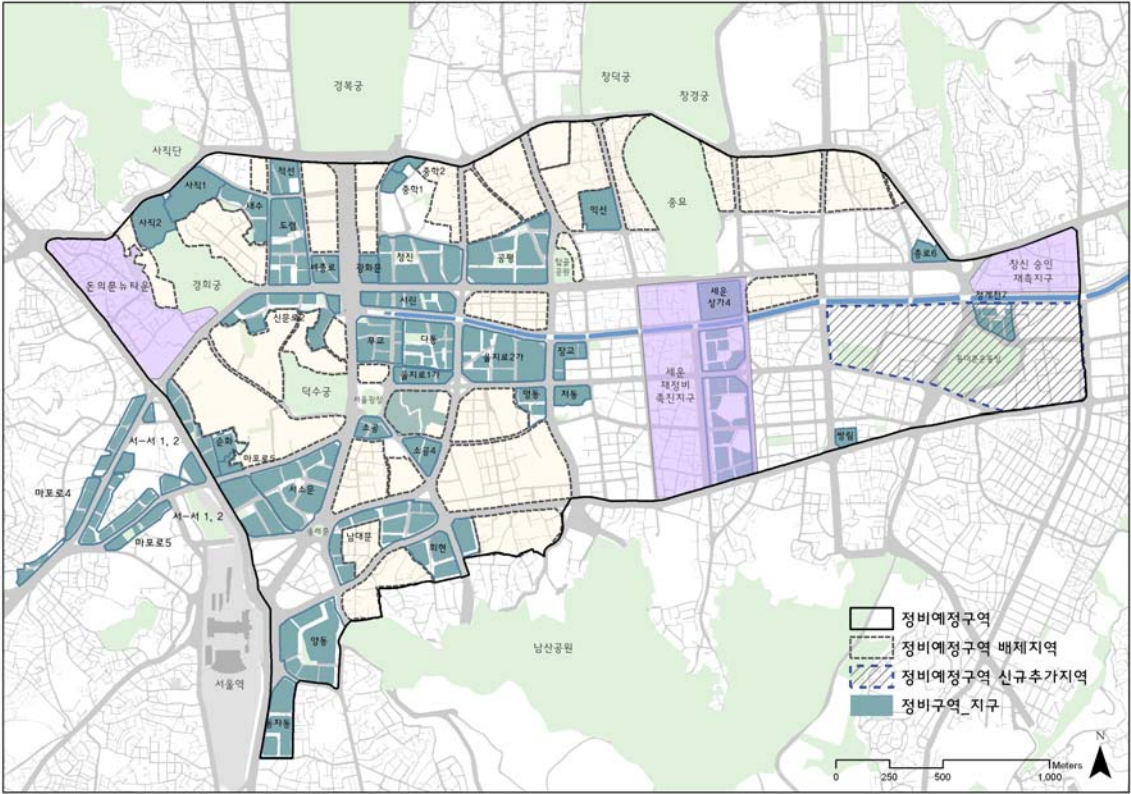 경복궁
창덕궁
창경궁
사직단
적선
중학2
중학1
사직1
내수
종묘
익선
사직2
도렴
세종로
광화문
청진
공평
탑골
공원
종로6
창신 숭인
재촉지구
돈의문뉴타운
경희궁
세운
상가4
청계천7
서린
신문로2
무교
다동
을지로2가
장교
동대문운동장
을지로1가
세운
재정비
촉진지구
덕수궁
서울광장
명동
저동
소공
쌍림
순화
서-서 1, 2
소공4
마포로5
서소문
마포로4
서-서 1, 2
마포로5
숭례문
남대문
회현
양동
남산공원
서울역
동자동
정비예정구역
정비예정구역 배제지역
정비예정구역 신규추가지역
정비구역_지구
N
Meters
0
250
500
1,000